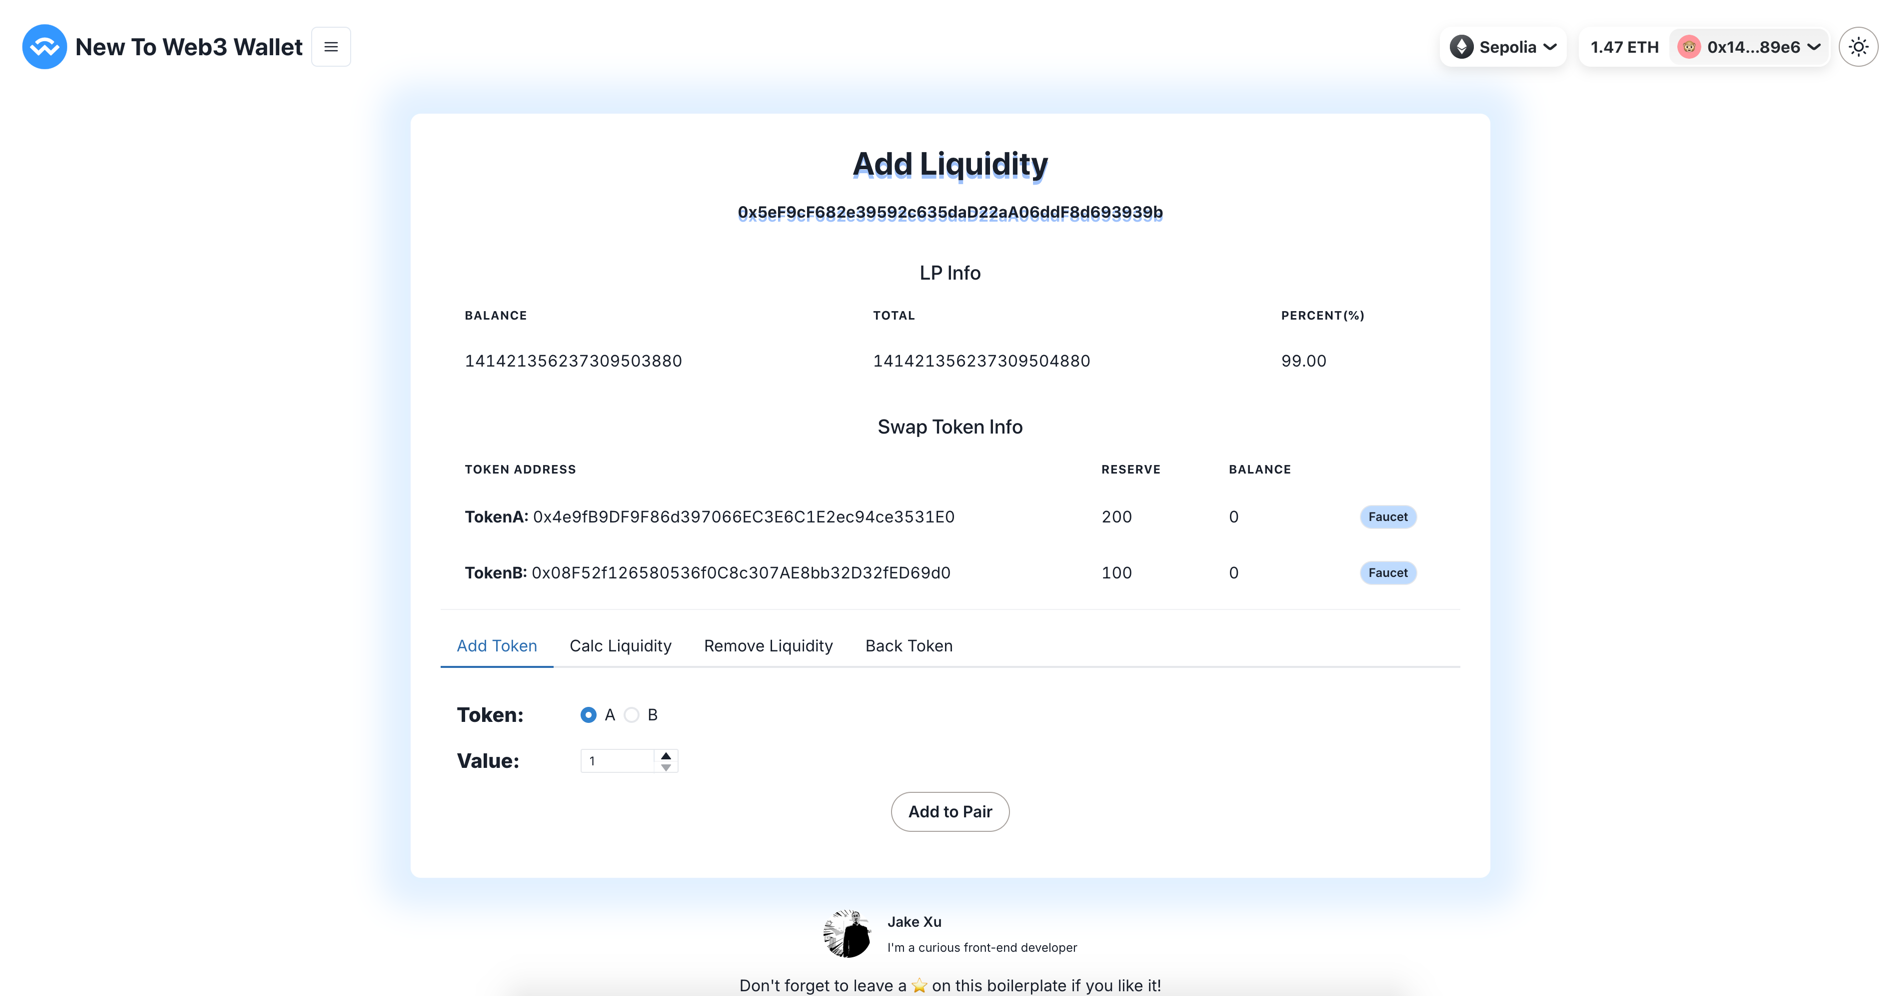 New To Web3 Wallet
Sepolia
1.47 ETH 0x14...89e6
Add Liquidity
0x5eF9cF682e39592c635daD22aA06ddF8d693939b
LP Info
BALANCE TOTAL PERCENT(%)
141421356237309503880 141421356237309504880 99.00
Swap Token Info
TOKEN ADDRESS RESERVE BALANCE
TokenA: 0x4e9fB9DF9F86d397066EC3E6C1E2ec94ce3531E0 200 0 Faucet
TokenB: 0x08F52f126580536f0C8c307AE8bb32D32fED69d0 100 0 Faucet
Add Token Calc Liquidity Remove Liquidity Back Token
Token: A B
Value: 1
Add to Pair
Jake Xu
I'm a curious front-end developer
Don't forget to leave a ⭐ on this boilerplate if you like it!